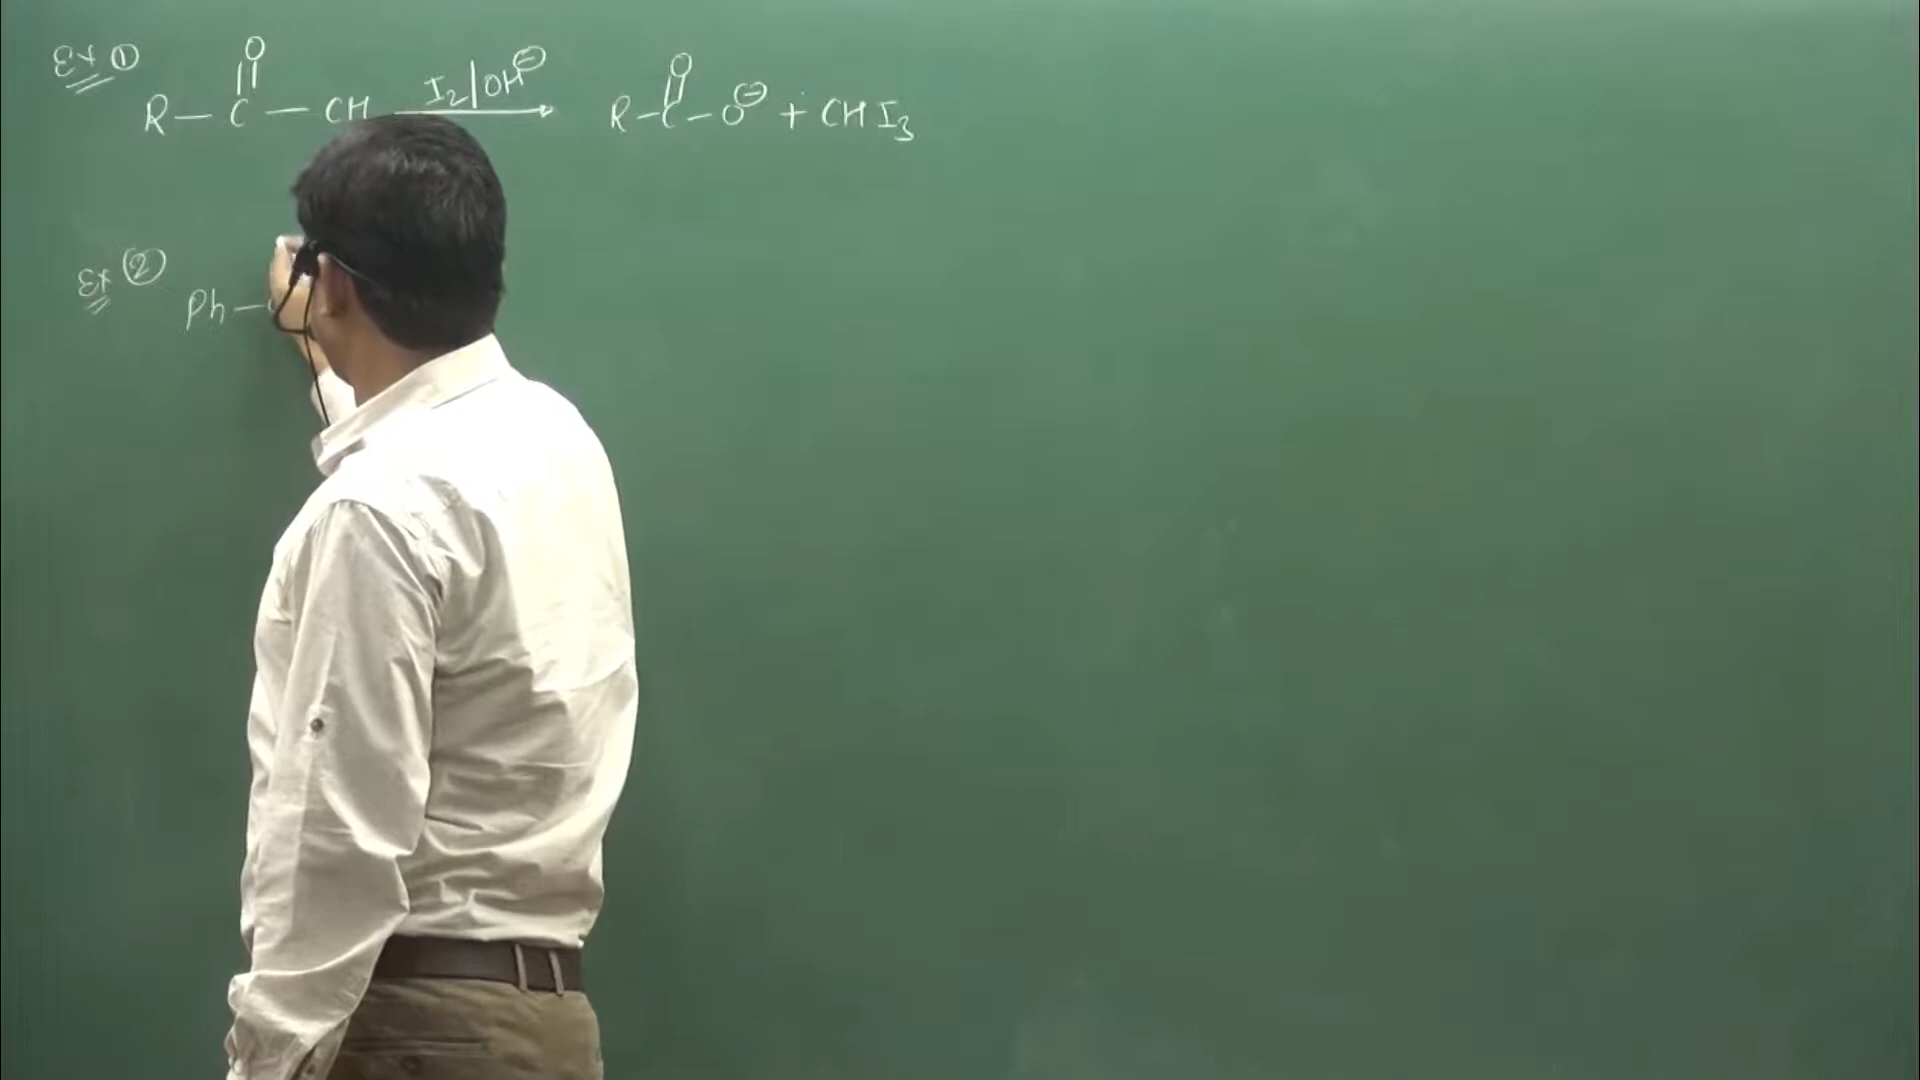 Ex ①
O
R — C — CH I₂ | OH⊖ → R – C – O⊖ + CHI₃
O
Ex ② Ph —